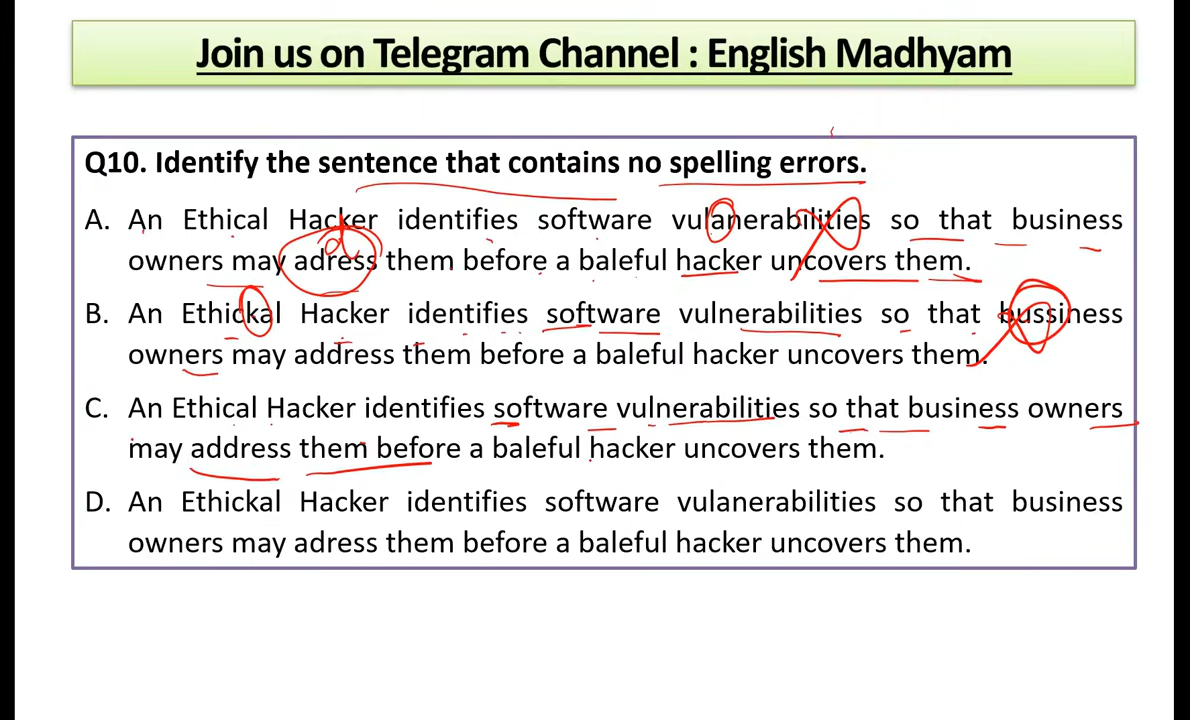 Join us on Telegram Channel : English Madhyam
Q10. Identify the sentence that contains no spelling errors.
A. An Ethical Hacker identifies software vulanerabilities so that business
d
owners may adress them before a baleful hacker uncovers them.
B. An Ethickal Hacker identifies software vulnerabilities so that bussiness
owners may address them before a baleful hacker uncovers them.
C. An Ethical Hacker identifies software vulnerabilities so that business owners
may address them before a baleful hacker uncovers them.
D. An Ethickal Hacker identifies software vulanerabilities so that business
owners may adress them before a baleful hacker uncovers them.